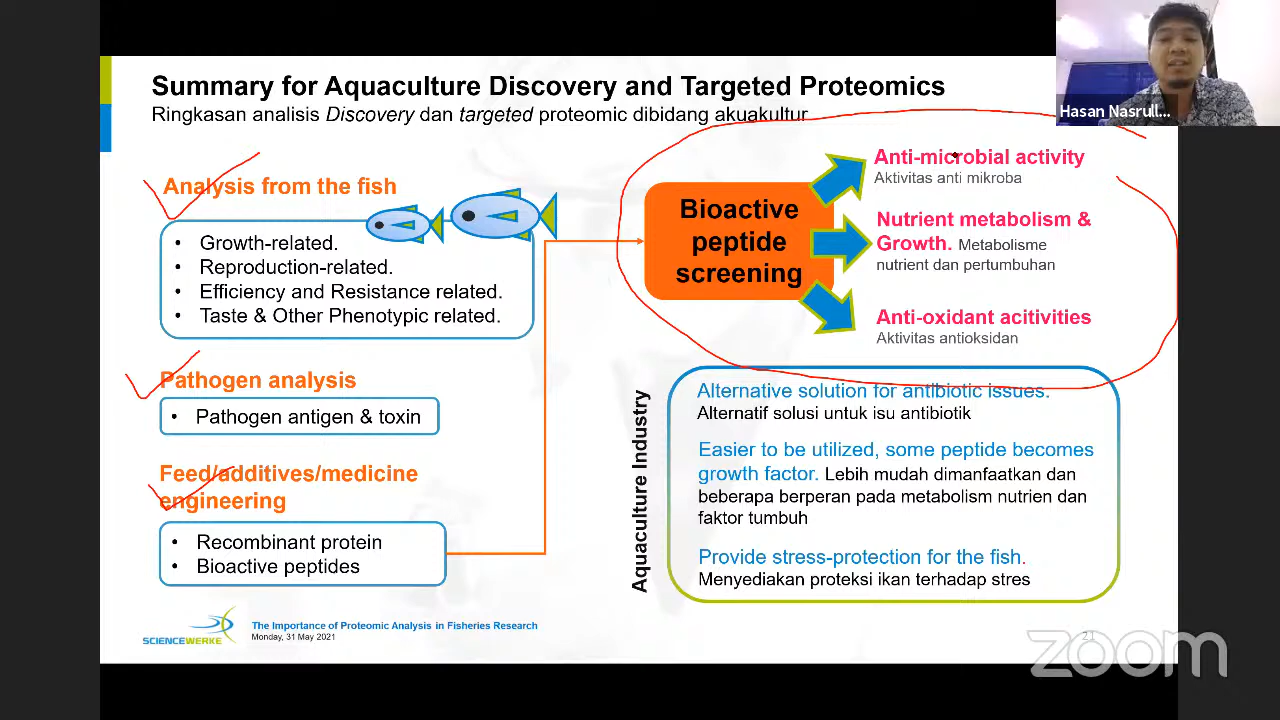 Summary for Aquaculture Discovery and Targeted Proteomics
Ringkasan analisis Discovery dan targeted proteomic dibidang akuakultur
Hasan Nasrull...
Analysis from the fish
• Growth-related.
• Reproduction-related.
• Efficiency and Resistance related.
• Taste & Other Phenotypic related.
Pathogen analysis
• Pathogen antigen & toxin
Feed/additives/medicine
engineering
• Recombinant protein
• Bioactive peptides
Bioactive
peptide
screening
Anti-microbial activity
Aktivitas anti mikroba
Nutrient metabolism &
Growth. Metabolisme
nutrient dan pertumbuhan
Anti-oxidant acitivities
Aktivitas antioksidan
Aquaculture Industry
Alternative solution for antibiotic issues.
Alternatif solusi untuk isu antibiotik
Easier to be utilized, some peptide becomes
growth factor. Lebih mudah dimanfaatkan dan
beberapa berperan pada metabolism nutrien dan
faktor tumbuh
Provide stress-protection for the fish.
Menyediakan proteksi ikan terhadap stres
SCIENCEWERKE
The Importance of Proteomic Analysis in Fisheries Research
Monday, 31 May 2021
21
zoom